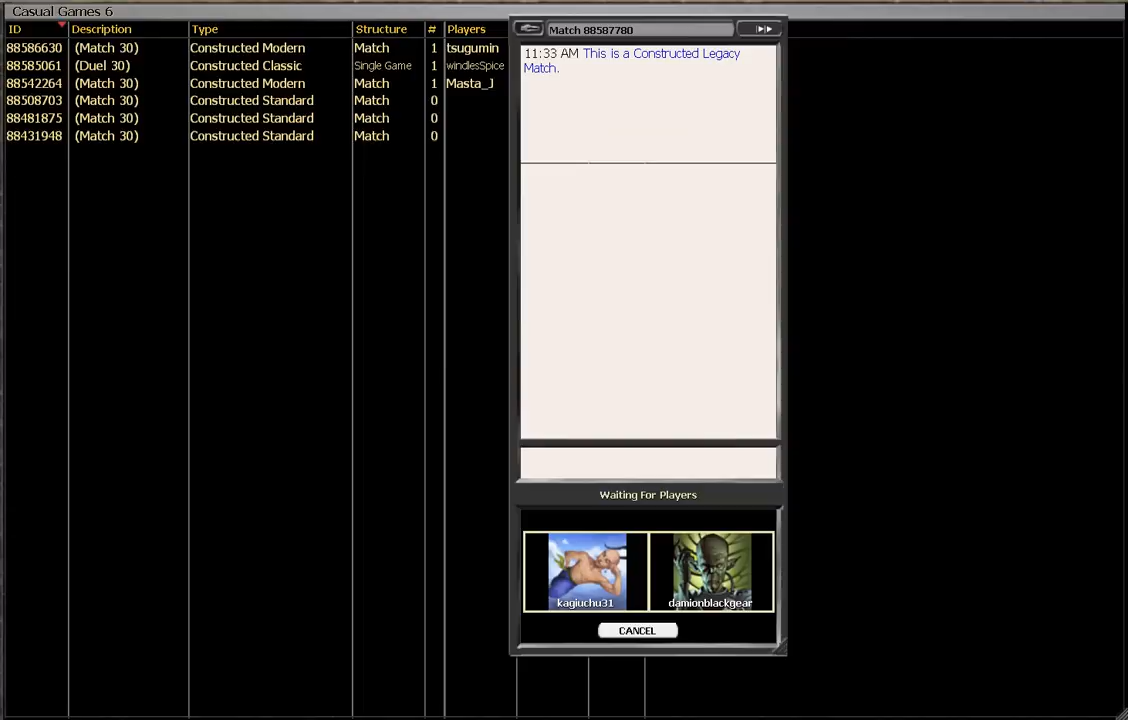 Casual Games 6
ID Description Type Structure # Players
88586630 (Match 30) Constructed Modern Match 1 tsugumin
88585061 (Duel 30) Constructed Classic Single Game 1 windlesSpice
88542264 (Match 30) Constructed Modern Match 1 Masta_J
88508703 (Match 30) Constructed Standard Match 0
88481875 (Match 30) Constructed Standard Match 0
88431948 (Match 30) Constructed Standard Match 0
Match 88587780
11:33 AM This is a Constructed Legacy
Match.
Waiting For Players
kagiuchu31 damionblackgear
CANCEL